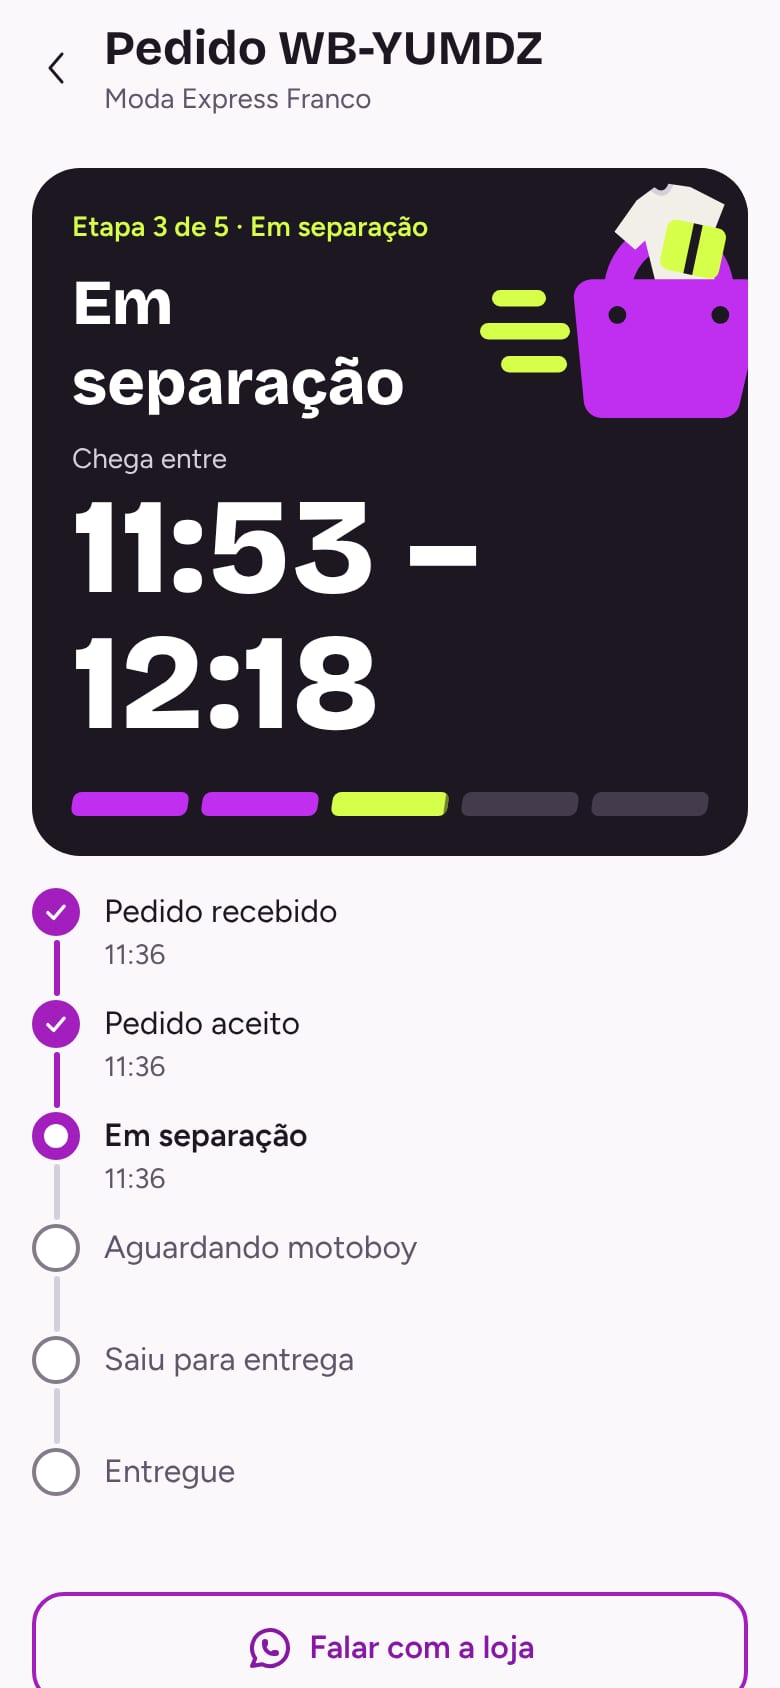 Pedido WB-YUMDZ
Moda Express Franco
Etapa 3 de 5 · Em separação
Em
separação
Chega entre
11:53 –
12:18
Pedido recebido
11:36
Pedido aceito
11:36
Em separação
11:36
Aguardando motoboy
Saiu para entrega
Entregue
Falar com a loja